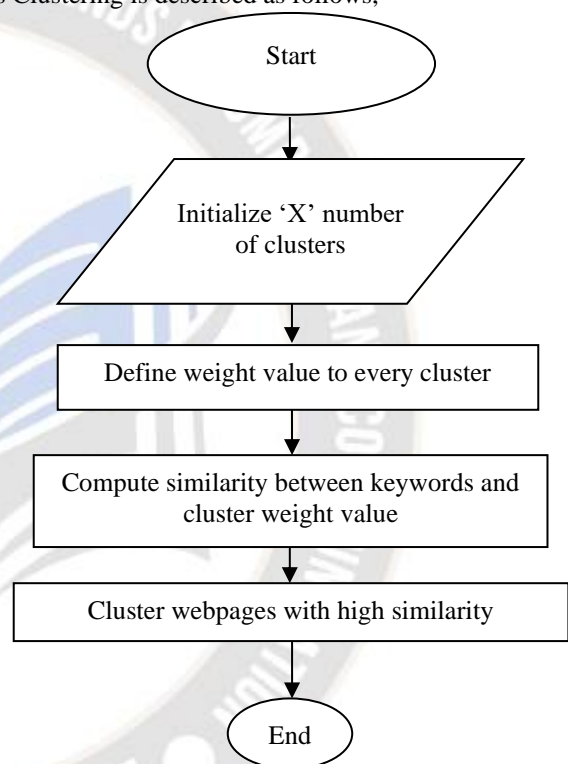 s Clustering is described as follows,
Start
Initialize ‘X’ number
of clusters
Define weight value to every cluster
Compute similarity between keywords and
cluster weight value
Cluster webpages with high similarity
End